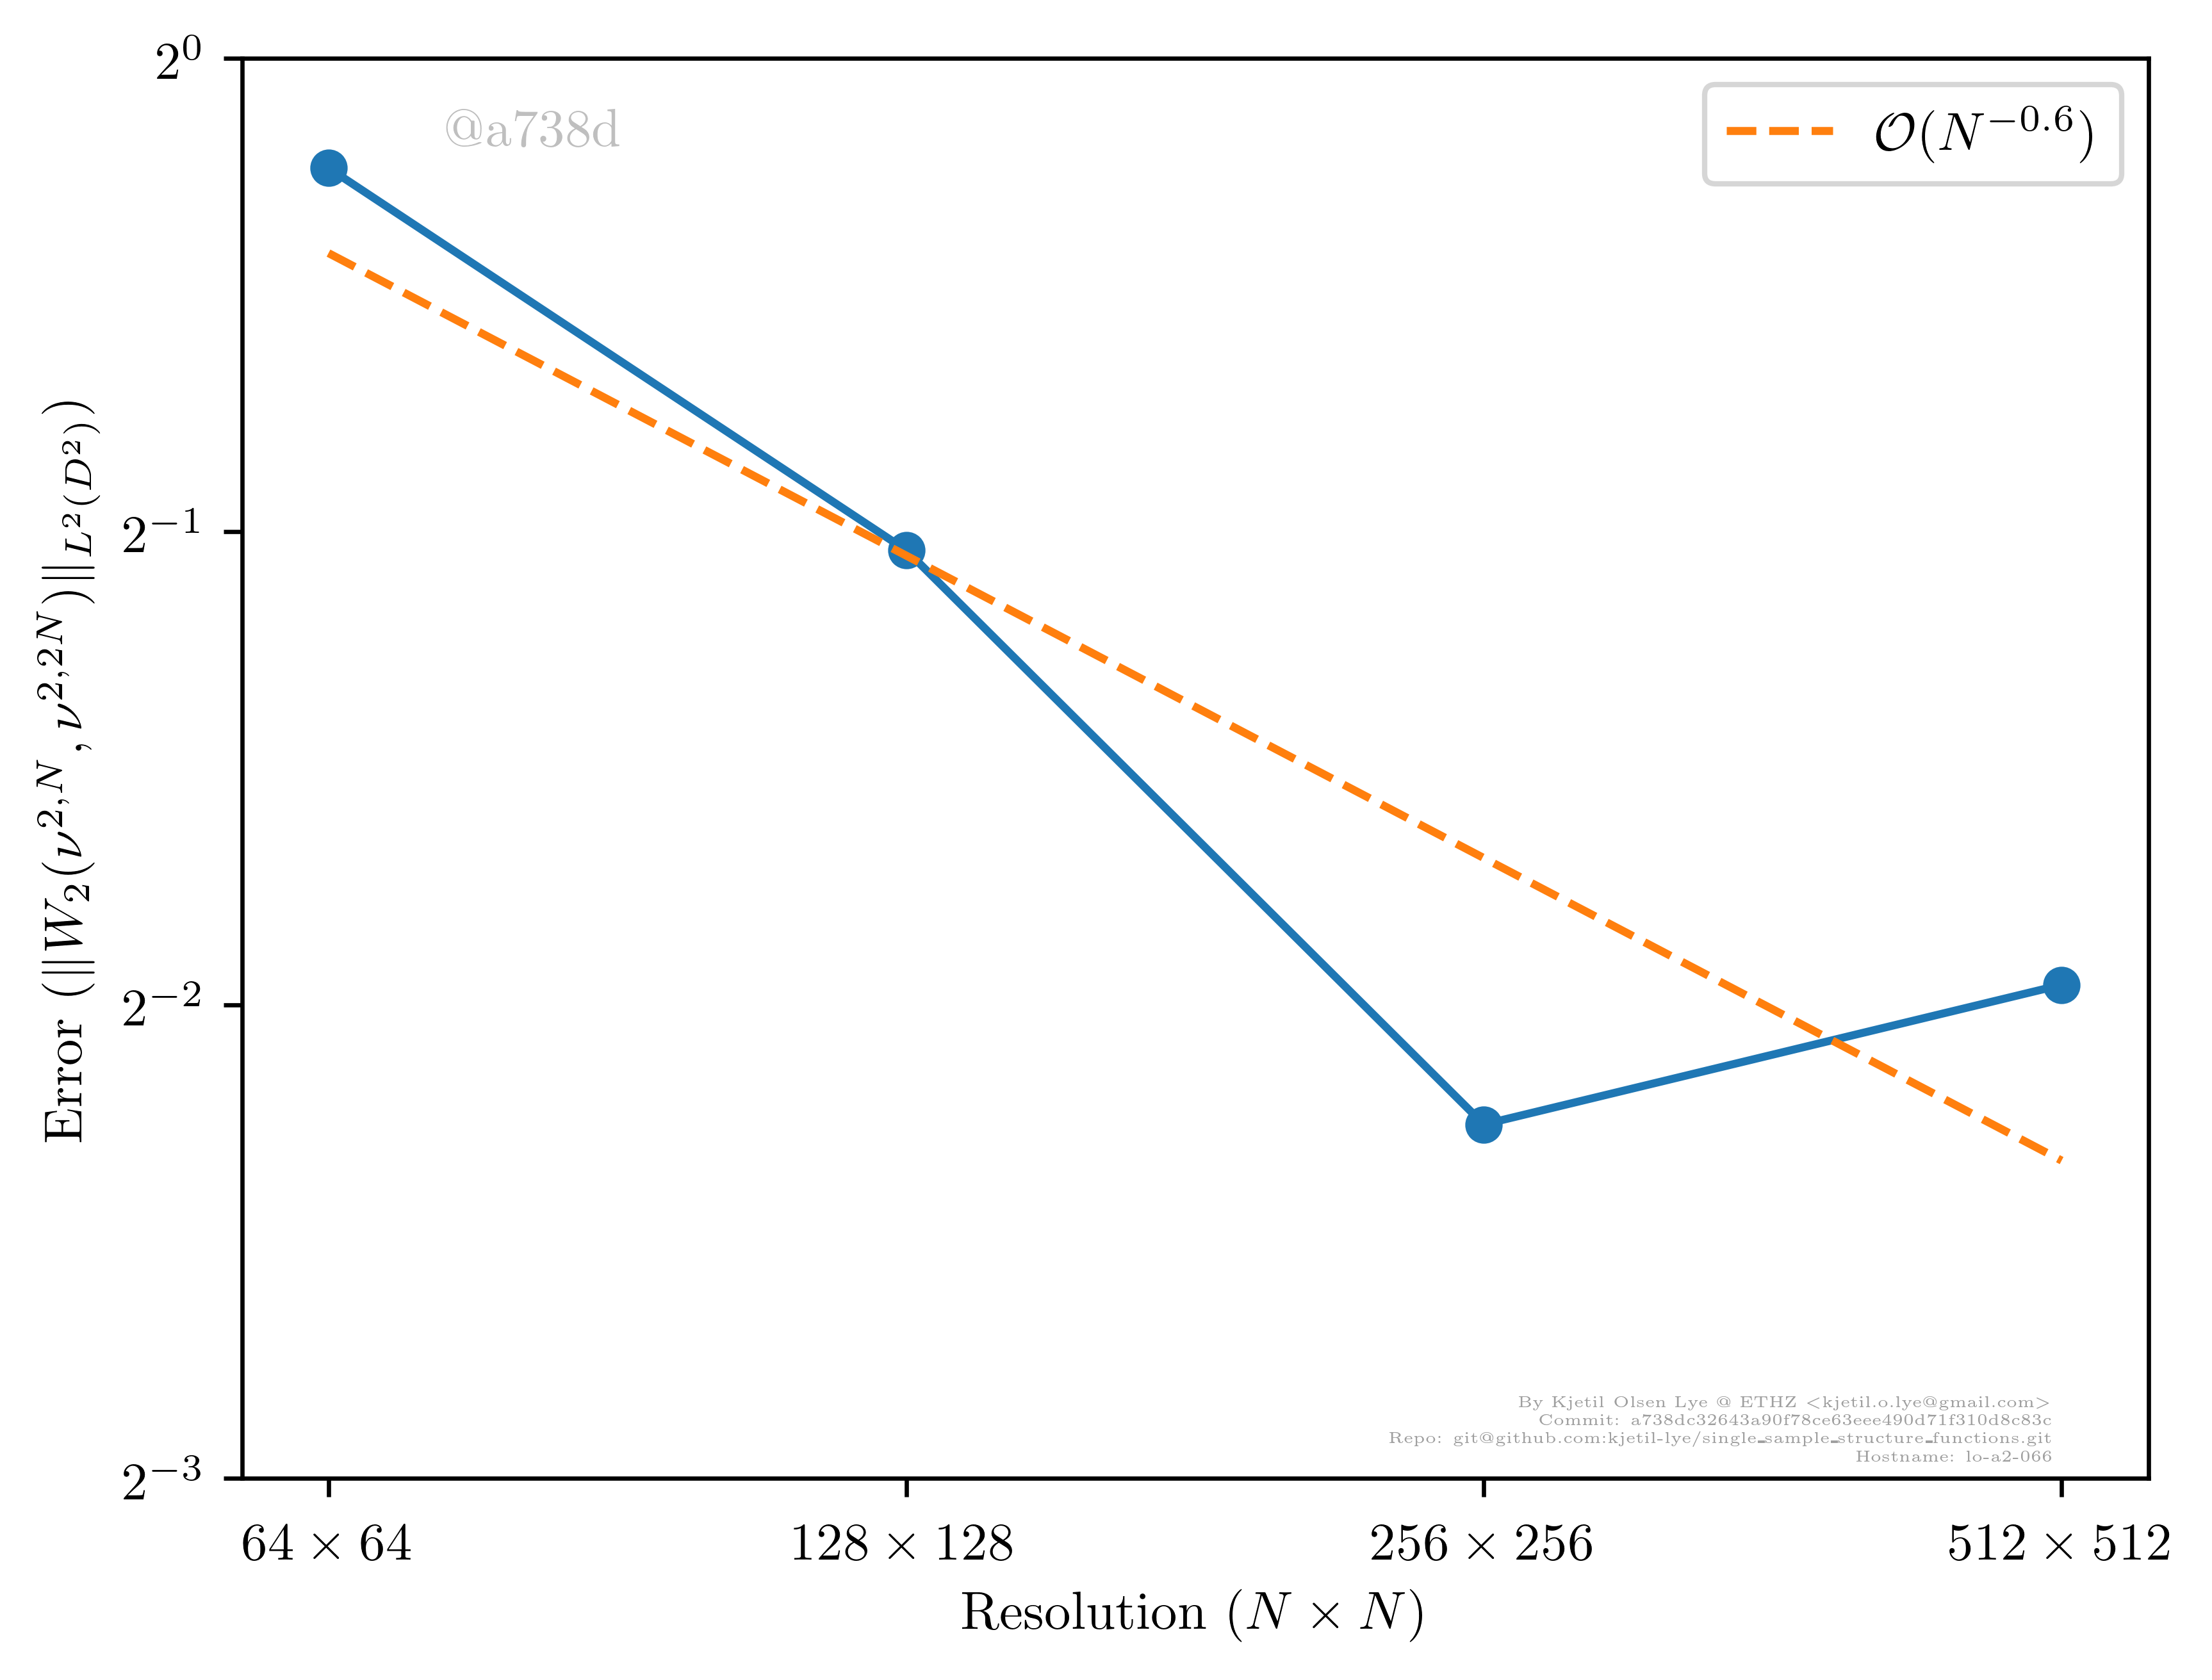 2^0
@a738d
O(N^{-0.6})
2^{-1}
2^{-2}
2^{-3}
Error (||W_2(ν^{2,N}, ν^{2,2N})||_{L^2(D^2)})
By Kjetil Olsen Lye @ ETHZ <kjetil.o.lye@gmail.com>
Commit: a738dc32643a90f78ce63eee490d71f310d8c83c
Repo: git@github.com:kjetil-lye/single_sample_structure_functions.git
Hostname: lo-a2-066
64 × 64 128 × 128 256 × 256 512 × 512
Resolution (N × N)